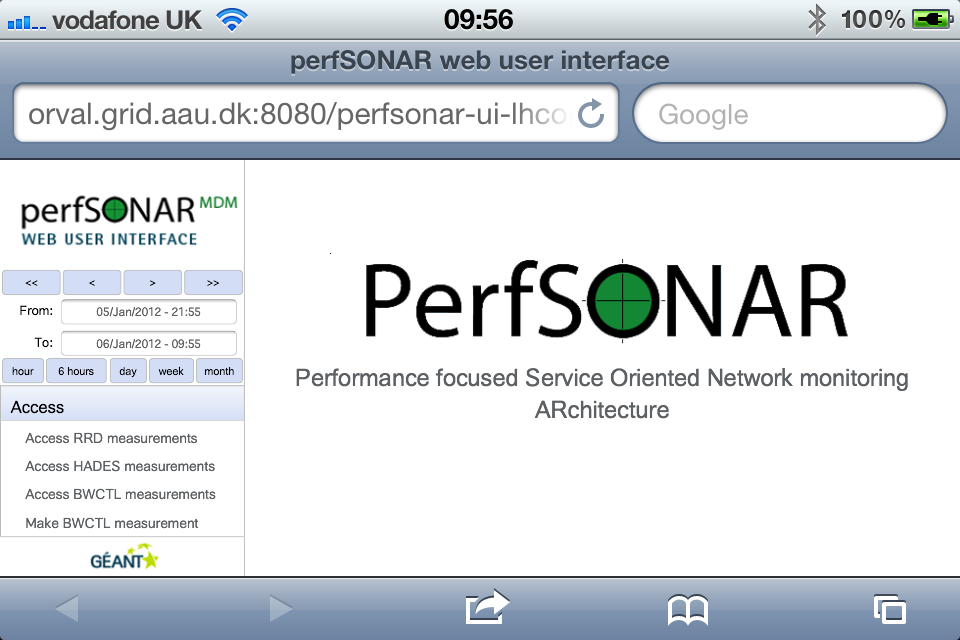 vodafone UK 09:56 100%
perfSONAR web user interface
orval.grid.aau.dk:8080/perfsonar-ui-lhco
Google
perfSONAR MDM
WEB USER INTERFACE
<< < > >>
From: 05/Jan/2012 - 21:55
To: 06/Jan/2012 - 09:55
hour 6 hours day week month
Access
Access RRD measurements
Access HADES measurements
Access BWCTL measurements
Make BWCTL measurement
GÉANT
PerfSONAR
Performance focused Service Oriented Network monitoring
ARchitecture